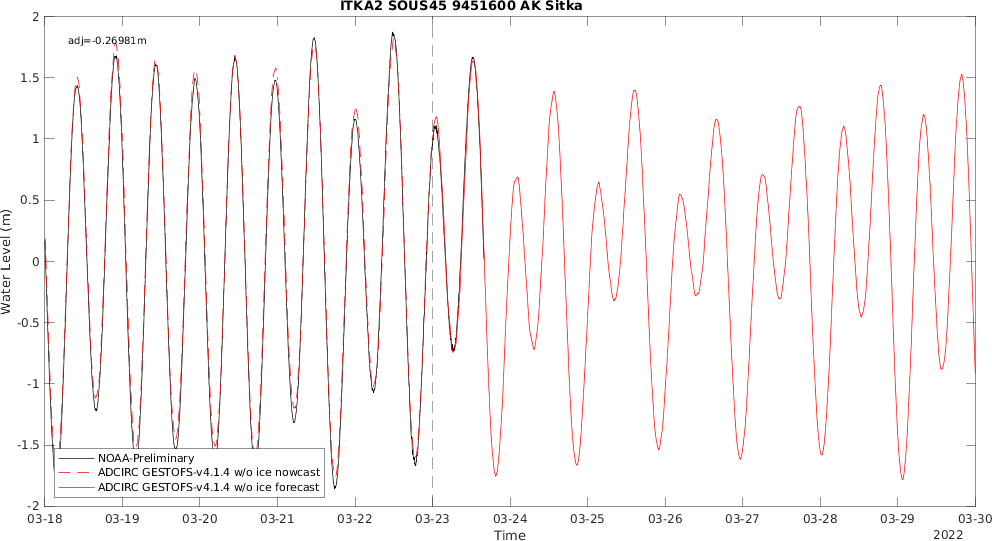 ITKA2 SOUS45 9451600 AK Sitka
adj=-0.26981m
Water Level (m)
2
1.5
1
0.5
0
-0.5
-1
-1.5
-2
NOAA-Preliminary
ADCIRC GESTOFS-v4.1.4 w/o ice nowcast
ADCIRC GESTOFS-v4.1.4 w/o ice forecast
03-18 03-19 03-20 03-21 03-22 03-23 03-24 03-25 03-26 03-27 03-28 03-29 03-30
Time
2022